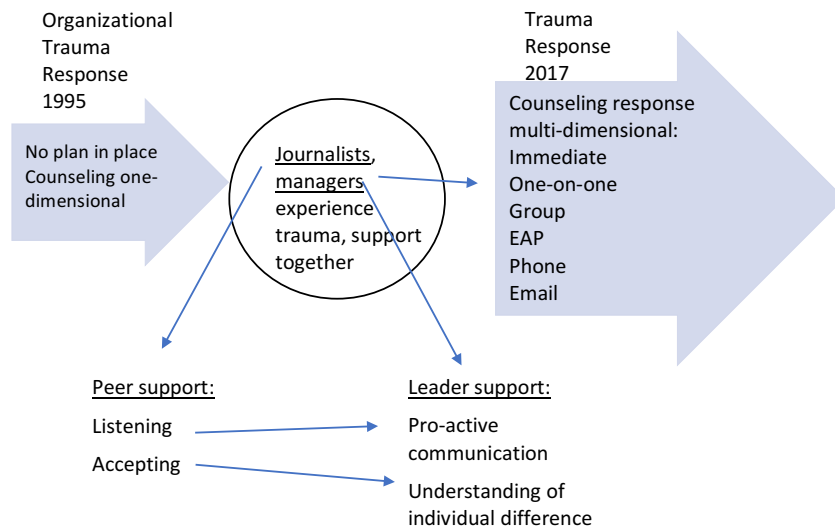 Organizational
Trauma
Response
1995
No plan in place
Counseling one-
dimensional
Journalists,
managers
experience
trauma, support
together
Trauma
Response
2017
Counseling response
multi-dimensional:
Immediate
One-on-one
Group
EAP
Phone
Email
Peer support:
Listening
Accepting
Leader support:
Pro-active
communication
Understanding of
individual difference